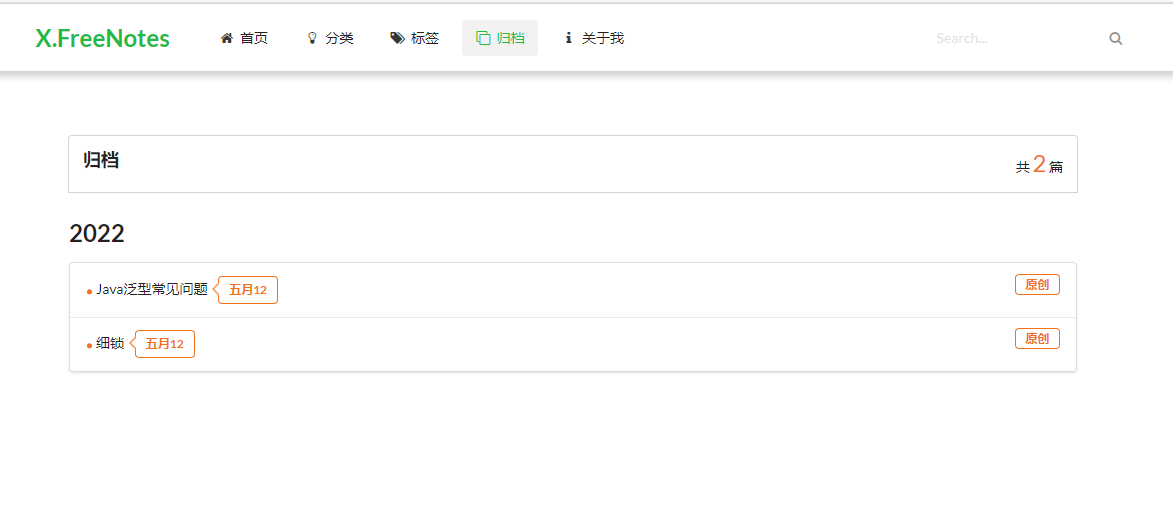 X.FreeNotes 首页 分类 标签 归档 关于我 Search...
归档 共 2 篇
2022
Java泛型常见问题 五月12 原创
细锁 五月12 原创